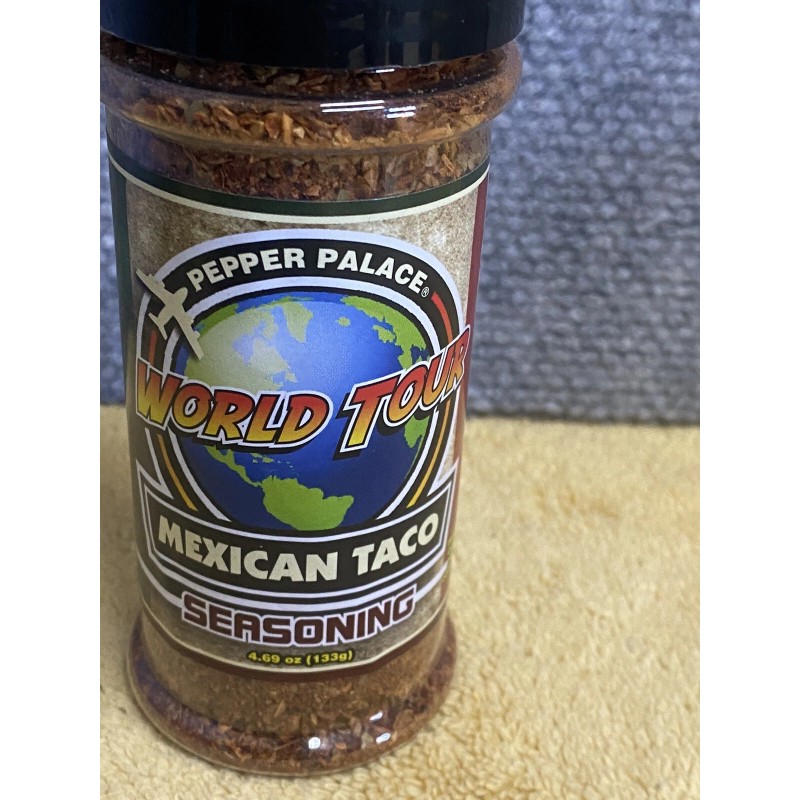 PEPPER PALACE®
WORLD TOUR
MEXICAN TACO
SEASONING
4.69 oz (133g)